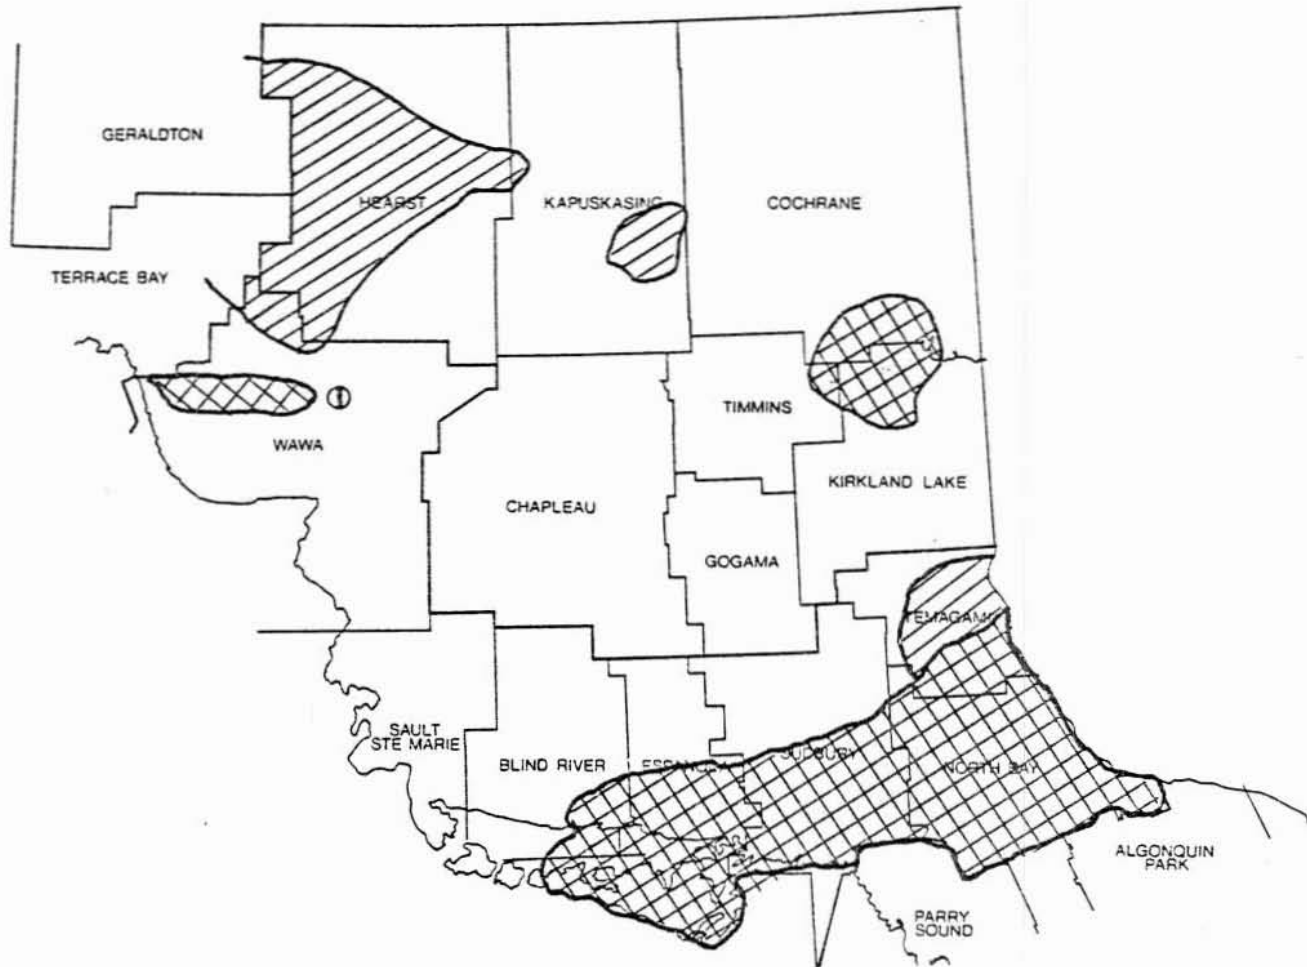 GERALDTON
HEARST
KAPUSKASING
COCHRANE
TERRACE BAY
TIMMINS
WAWA
KIRKLAND LAKE
CHAPLEAU
GOGAMA
TEMAGAMI
SAULT
STE MARIE
BLIND RIVER
ESPANOLA
SUDBURY
NORTH BAY
ALGONQUIN
PARK
PARRY
SOUND